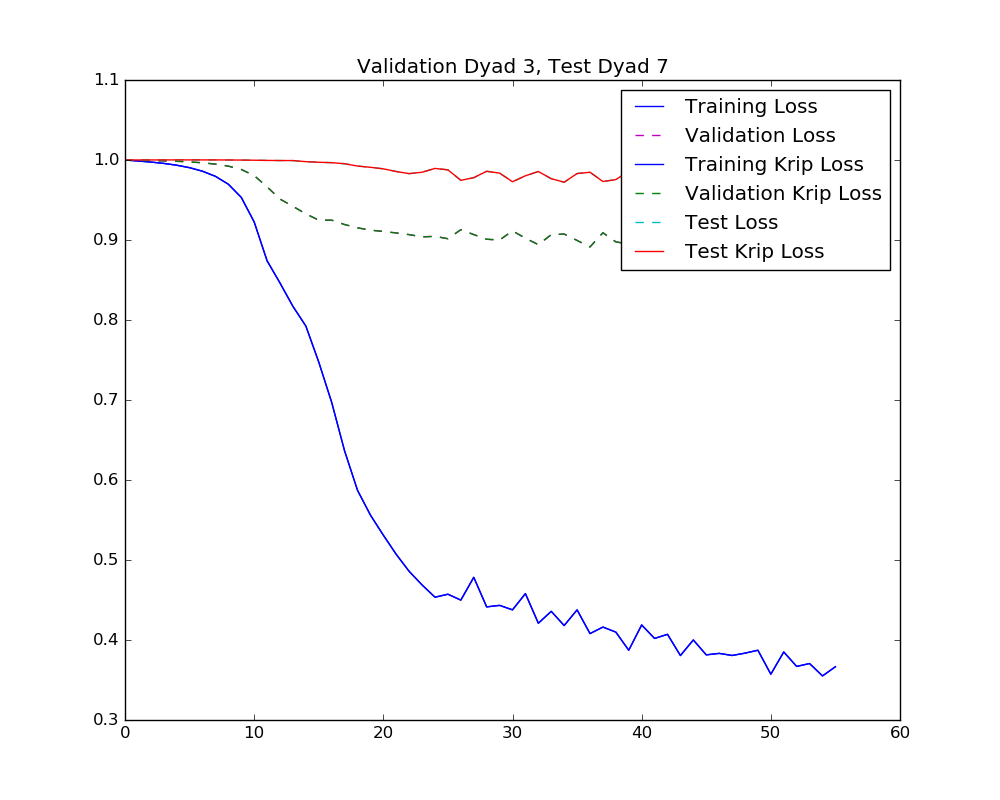 Validation Dyad 3, Test Dyad 7
1.1
1.0
0.9
0.8
0.7
0.6
0.5
0.4
0.3
0
10
20
30
40
50
60
Training Loss
Validation Loss
Training Krip Loss
Validation Krip Loss
Test Loss
Test Krip Loss